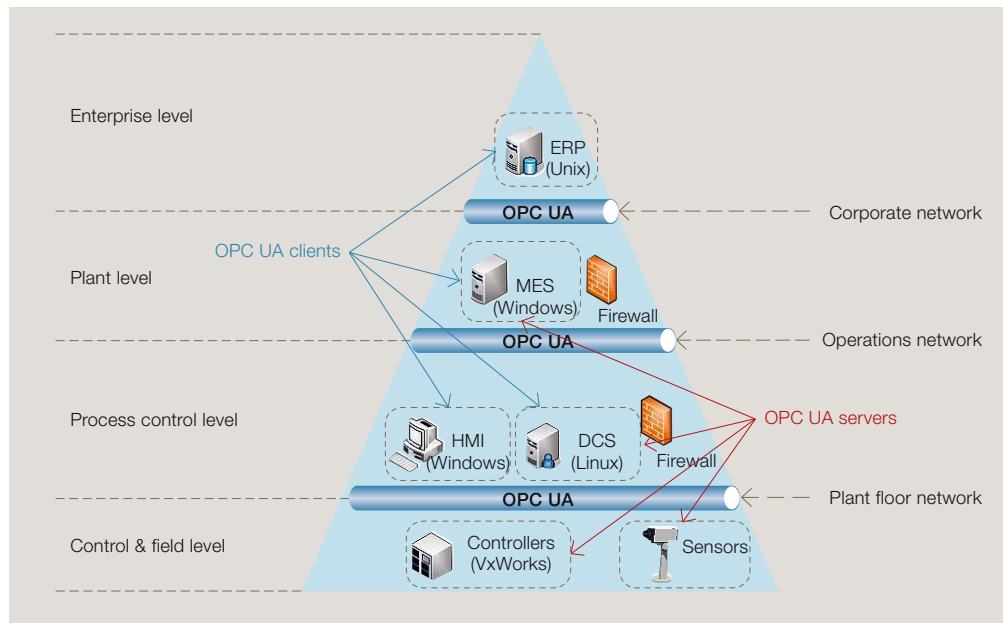 Enterprise level
ERP
(Unix)
OPC UA
Corporate network
OPC UA clients
Plant level
MES
(Windows)
Firewall
OPC UA
Operations network
Process control level
HMI
(Windows)
DCS
(Linux)
Firewall
OPC UA servers
OPC UA
Plant floor network
Control & field level
Controllers
(VxWorks)
Sensors